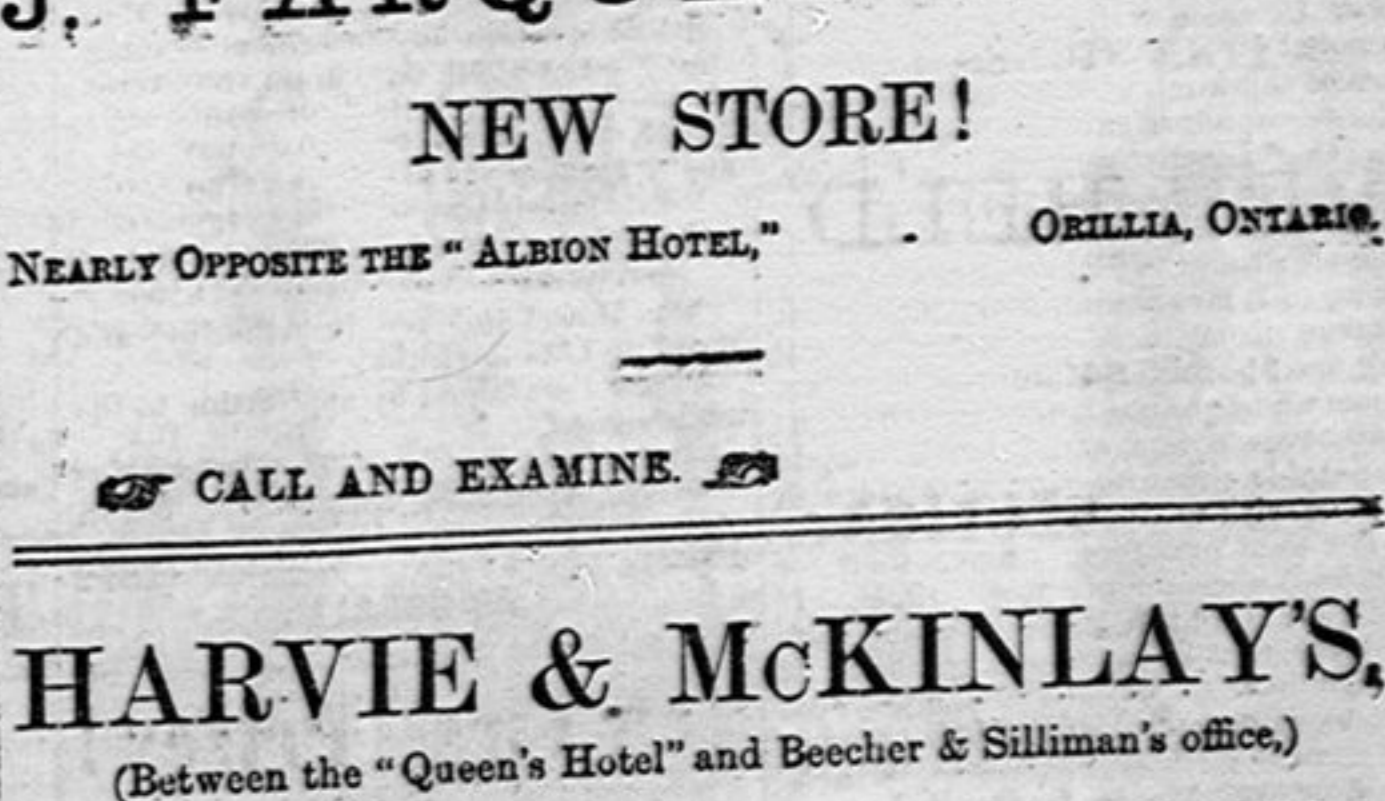 J.
NEW STORE!
NEARLY OPPOSITE THE "ALBION HOTEL," - ORILLIA, ONTARIO.
CALL AND EXAMINE.
HARVIE & McKINLAY'S,
(Between the "Queen's Hotel" and Beecher & Silliman's office,)